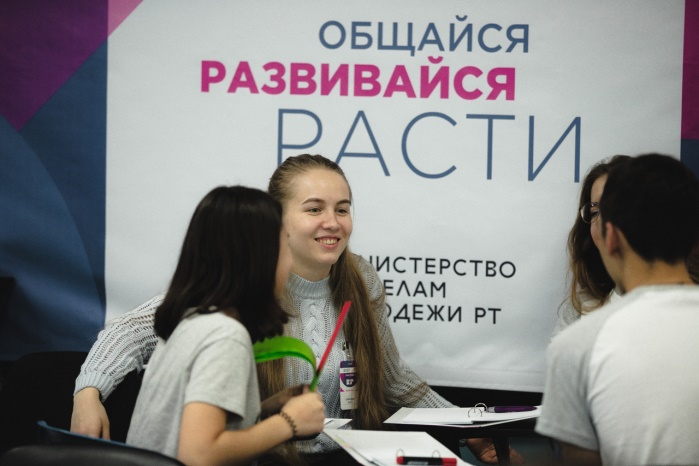 ОБЩАЙСЯ
РАЗВИВАЙСЯ
РАСТИ
НИСТЕРСТВО
ЕЛАМ
ОДЕЖИ РТ